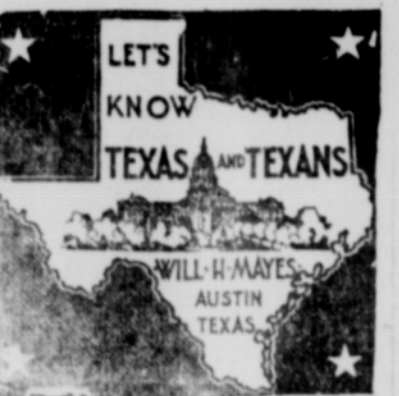 LET'S
KNOW
TEXAS AND TEXANS
WILL·H·MAYES
AUSTIN
TEXAS